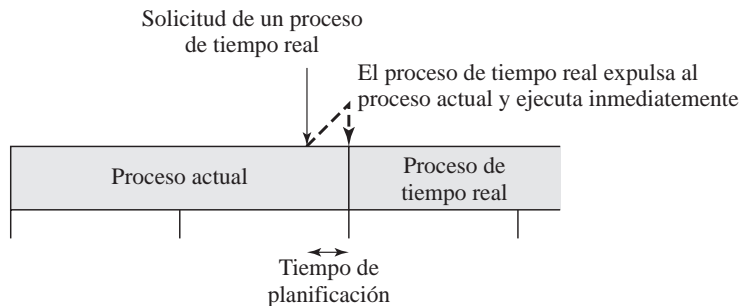 Solicitud de un proceso
de tiempo real
El proceso de tiempo real expulsa al
proceso actual y ejecuta inmediatamente
Proceso actual
Proceso de
tiempo real
Tiempo de
planificación